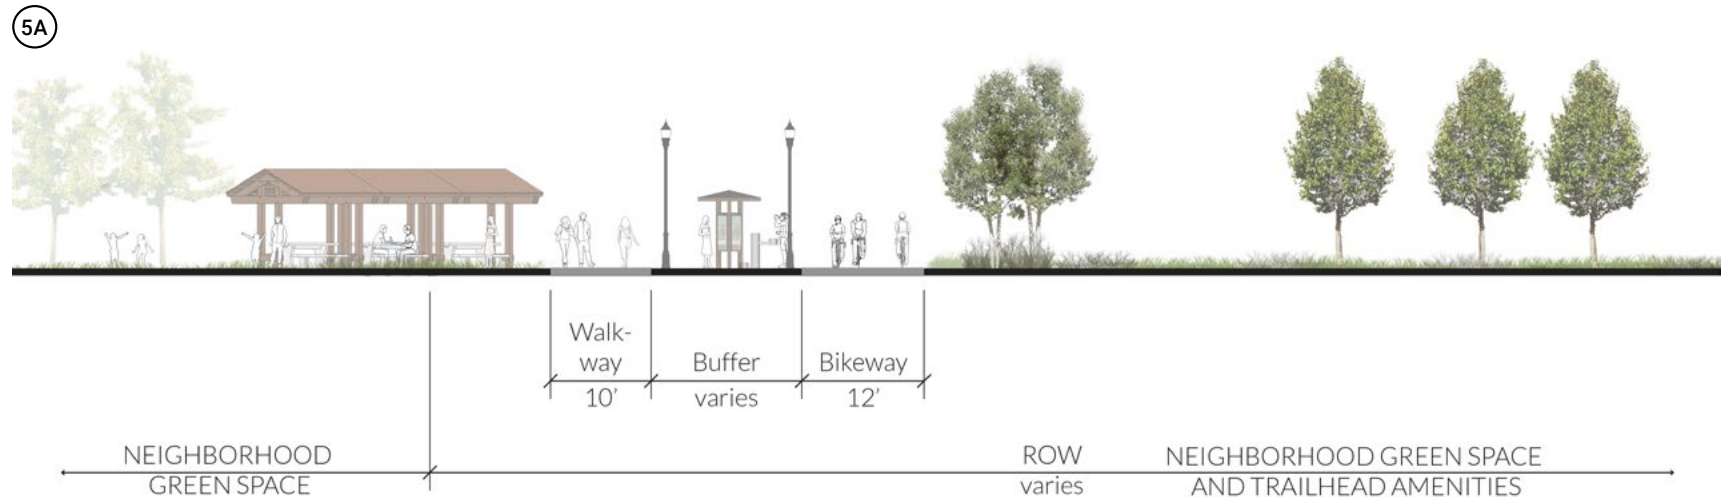 5A
Walk-
way
10’
Buffer
varies
Bikeway
12’
NEIGHBORHOOD
GREEN SPACE
ROW
varies
NEIGHBORHOOD GREEN SPACE
AND TRAILHEAD AMENITIES